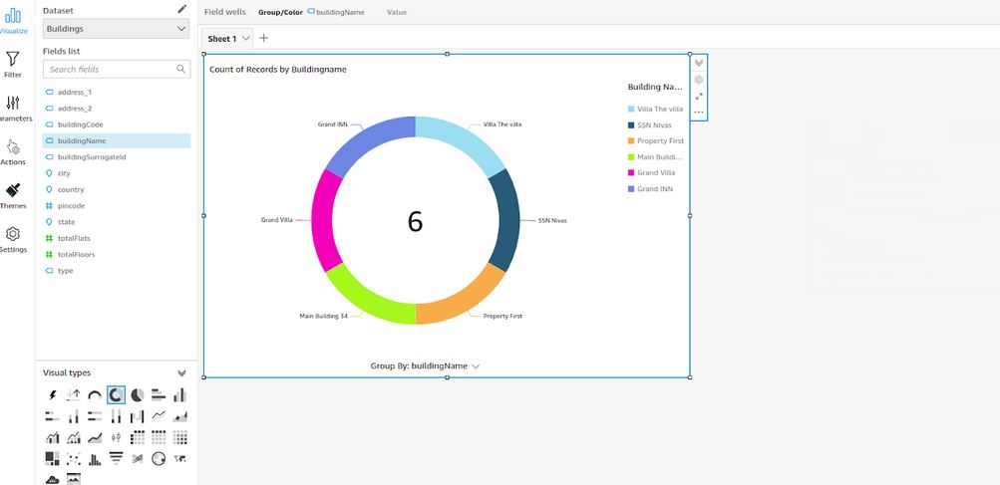 Dataset
Field wells
Group/Color
buildingName
Value
Buildings
Visualize
Sheet 1
Fields list
Search fields
Count of Records by Buildingname
Filter
address_1
address_2
arameters
buildingCode
buildingName
buildingSurrogateId
Actions
city
country
Themes
pincode
state
Settings
totalFlats
totalFloors
type
Building Na...
Villa The villa
SSN Nivas
Property First
Main Buildi...
Grand Villa
Grand INN
Grand INN
Villa The villa
Grand Villa
6
SSN Nivas
Main Building 34
Property First
Group By: buildingName
Visual types